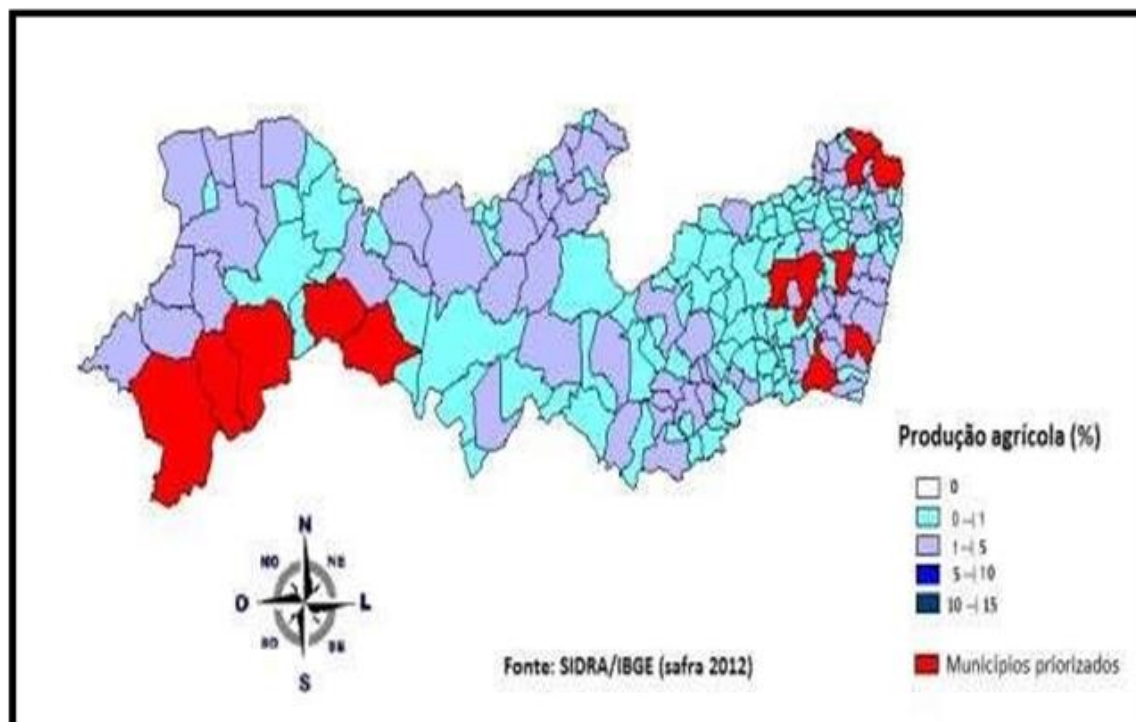 Produção agrícola (%)
0
0 ⊣ 1
1 ⊣ 5
5 ⊣ 10
10 ⊣ 15
Municípios priorizados
N
NO NE
O L
SO SE
S
Fonte: SIDRA/IBGE (safra 2012)